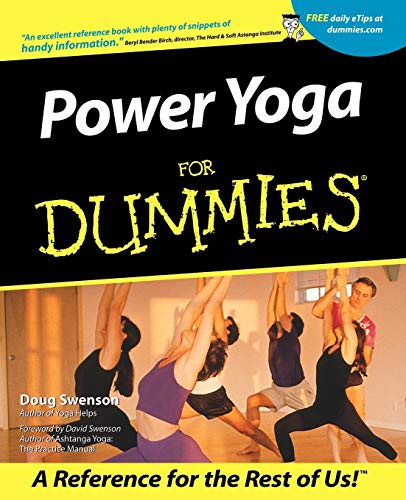 "An excellent reference book with plenty of snippets of
handy information." Beryl Bender Birch, director, The Hard & Soft Astanga Institute
FREE daily eTips at
dummies.com®
Power Yoga
FOR
DUMMIES®
Doug Swenson
Author of Yoga Helps
Foreword by David Swenson
Author of Ashtanga Yoga:
The Practice Manual
A Reference for the Rest of Us!™